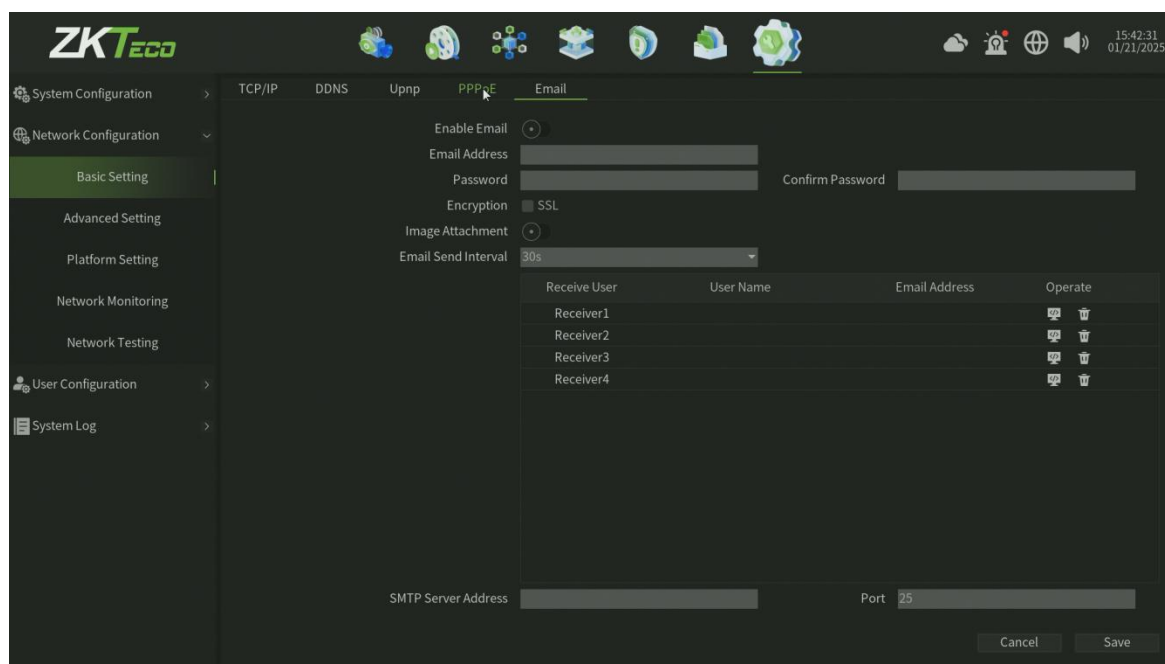 ZKTeco
15:42:31
01/21/2025
System Configuration
Network Configuration
Basic Setting
Advanced Setting
Platform Setting
Network Monitoring
Network Testing
User Configuration
System Log
TCP/IP DDNS Upnp PPPoE Email
Enable Email
Email Address
Password Confirm Password
Encryption SSL
Image Attachment
Email Send Interval 30s
Receive User User Name Email Address Operate
Receiver1
Receiver2
Receiver3
Receiver4
SMTP Server Address Port 25
Cancel Save